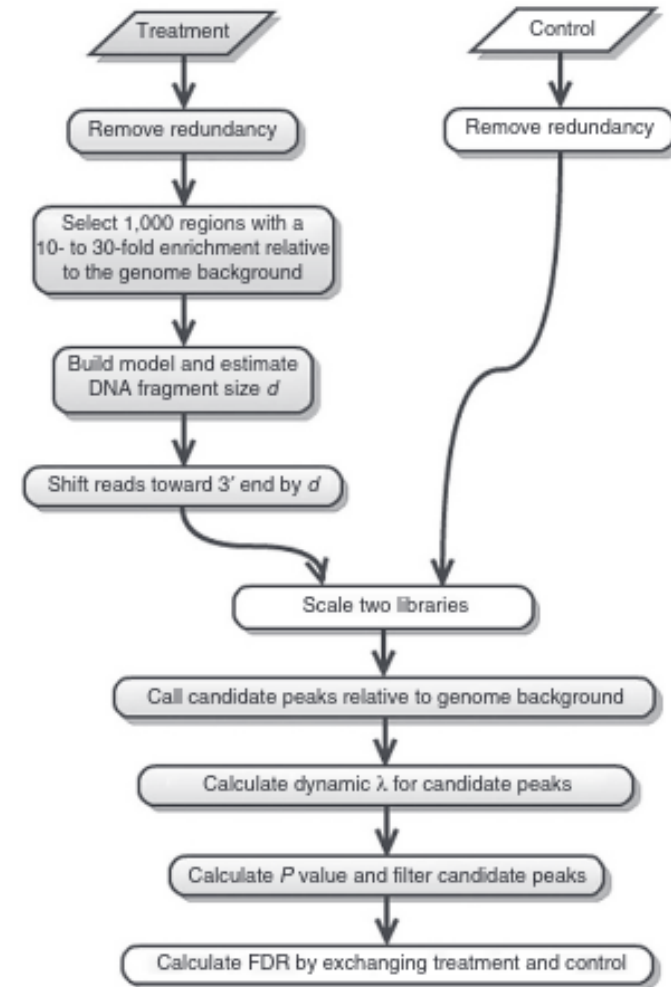 Treatment
Control
Remove redundancy
Remove redundancy
Select 1,000 regions with a
10- to 30-fold enrichment relative
to the genome background
Build model and estimate
DNA fragment size d
Shift reads toward 3′ end by d
Scale two libraries
Call candidate peaks relative to genome background
Calculate dynamic λ for candidate peaks
Calculate P value and filter candidate peaks
Calculate FDR by exchanging treatment and control